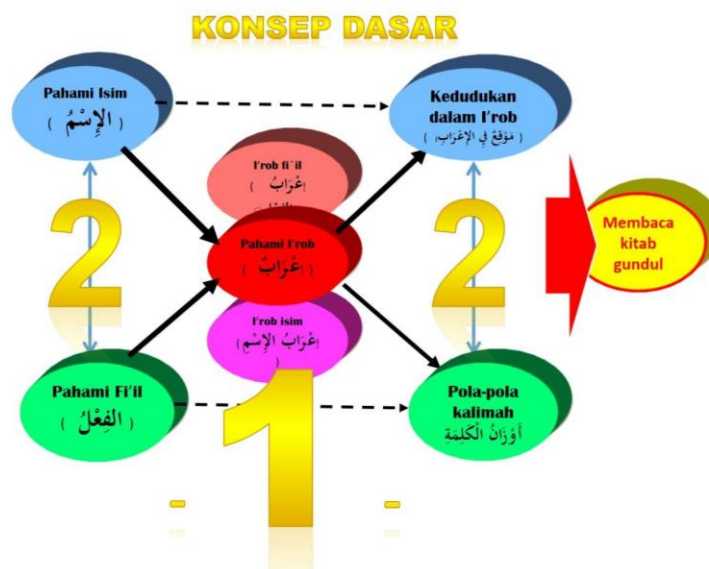 KONSEP DASAR
Pahami Isim
( الإِسْمُ )
Kedudukan
dalam I'rob
( مَوْقِعٌ فِي الإِعْرَابِ )
I'rob fi`il
( إِعْرَابُ
2
Pahami I'rob
( إِعْرَابٌ )
2
Membaca
kitab
gundul
I'rob isim
( إِعْرَابُ الإِسْمِ
)
Pahami Fi'il
( الفِعْلُ )
- 1 -
Pola-pola
kalimah
أَوْزَانُ الْكَلِمَةِ